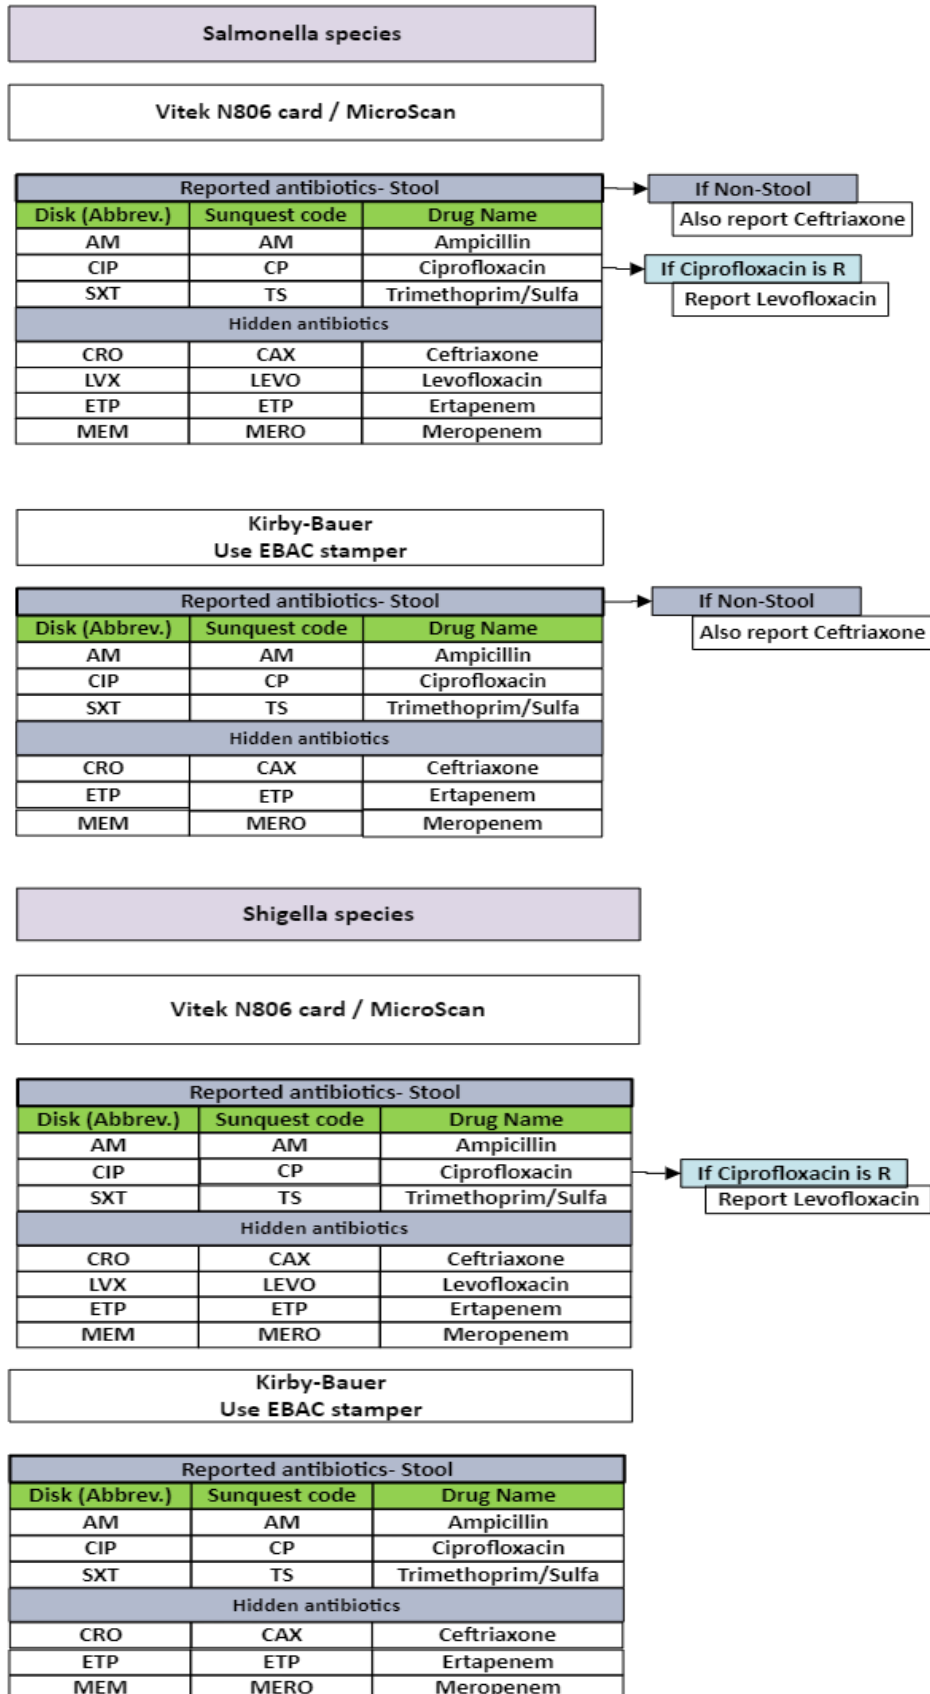 Salmonella species
Vitek N806 card / MicroScan
Reported antibiotics- Stool
If Non-Stool
Also report Ceftriaxone
Disk (Abbrev.) Sunquest code Drug Name
AM AM Ampicillin
CIP CP Ciprofloxacin
If Ciprofloxacin is R
Report Levofloxacin
SXT TS Trimethoprim/Sulfa
Hidden antibiotics
CRO CAX Ceftriaxone
LVX LEVO Levofloxacin
ETP ETP Ertapenem
MEM MERO Meropenem
Kirby-Bauer
Use EBAC stamper
Reported antibiotics- Stool
If Non-Stool
Also report Ceftriaxone
Disk (Abbrev.) Sunquest code Drug Name
AM AM Ampicillin
CIP CP Ciprofloxacin
SXT TS Trimethoprim/Sulfa
Hidden antibiotics
CRO CAX Ceftriaxone
ETP ETP Ertapenem
MEM MERO Meropenem
Shigella species
Vitek N806 card / MicroScan
Reported antibiotics- Stool
Disk (Abbrev.) Sunquest code Drug Name
AM AM Ampicillin
CIP CP Ciprofloxacin
If Ciprofloxacin is R
Report Levofloxacin
SXT TS Trimethoprim/Sulfa
Hidden antibiotics
CRO CAX Ceftriaxone
LVX LEVO Levofloxacin
ETP ETP Ertapenem
MEM MERO Meropenem
Kirby-Bauer
Use EBAC stamper
Reported antibiotics- Stool
Disk (Abbrev.) Sunquest code Drug Name
AM AM Ampicillin
CIP CP Ciprofloxacin
SXT TS Trimethoprim/Sulfa
Hidden antibiotics
CRO CAX Ceftriaxone
ETP ETP Ertapenem
MEM MERO Meropenem